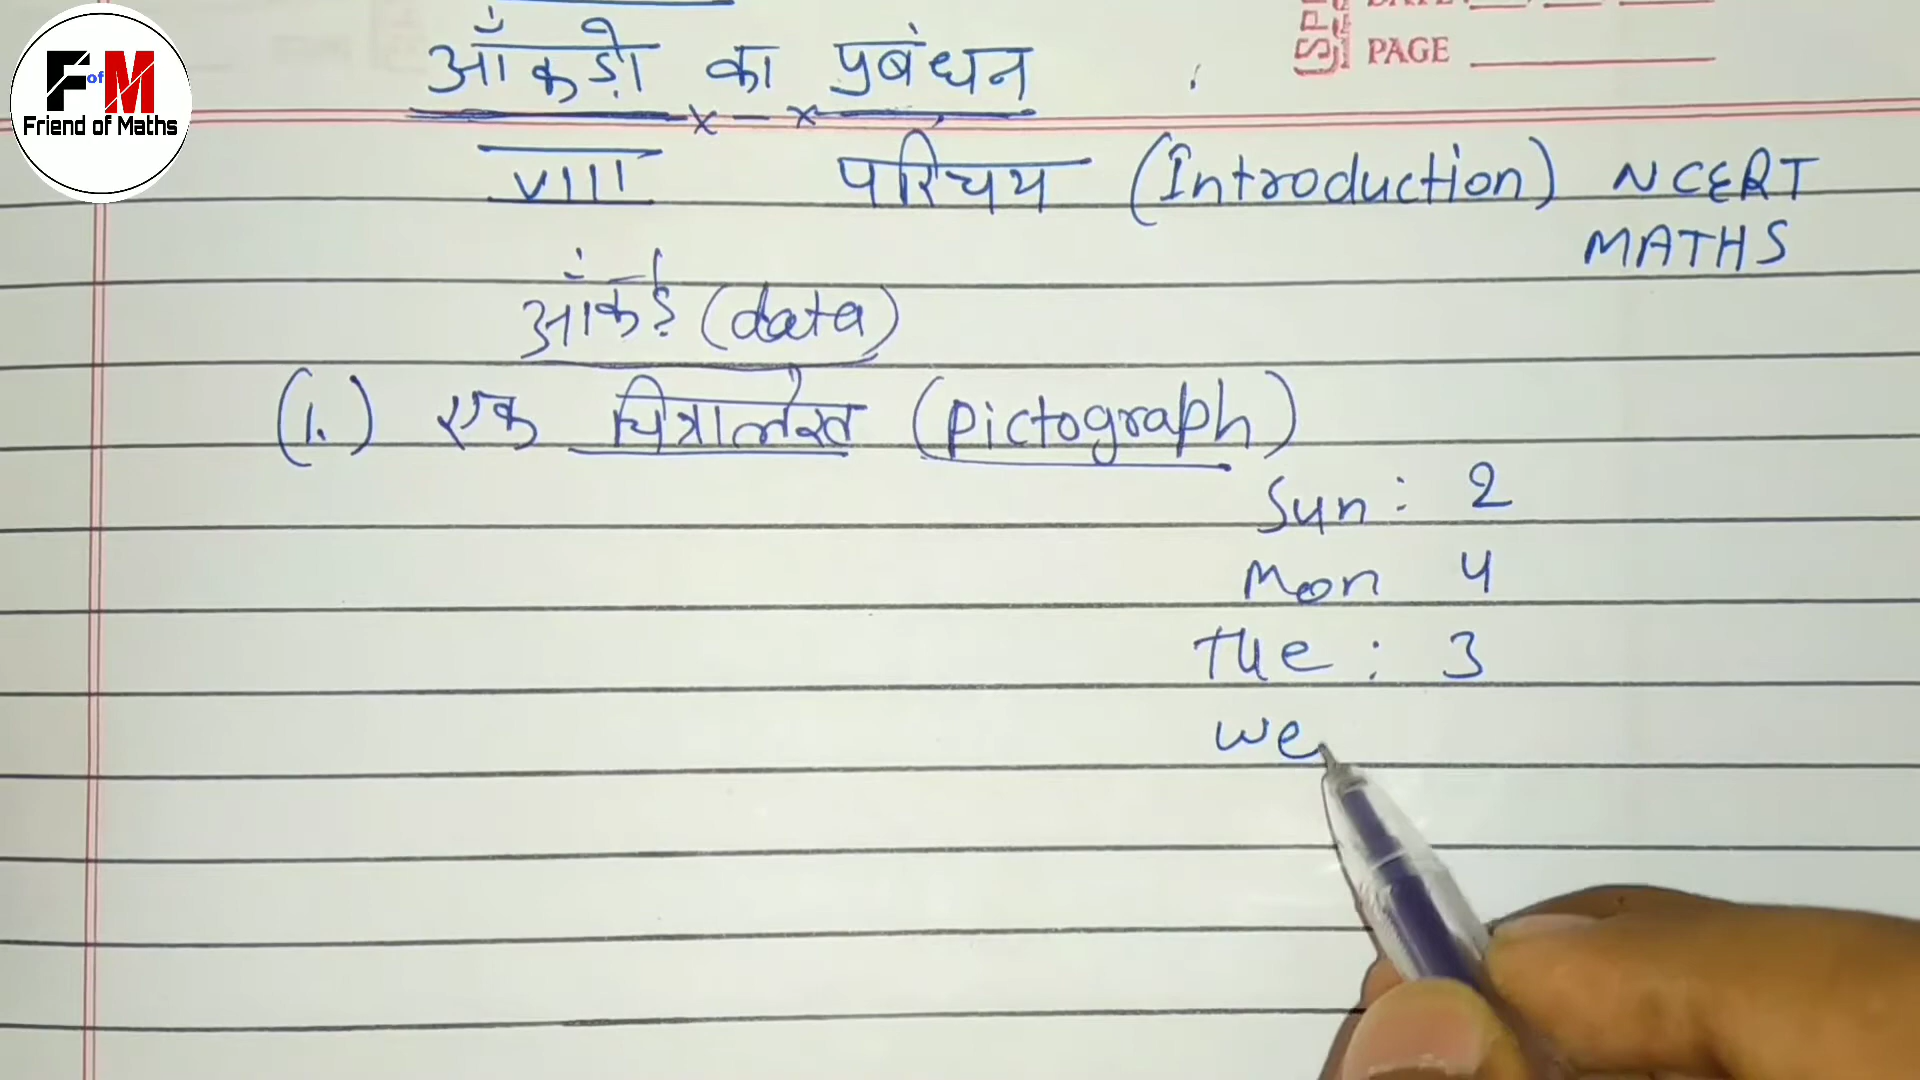 आँकड़ो का प्रबंधन
PAGE
F of M
Friend of Maths
VIII परिचय (Introduction) NCERT
MATHS
आंकड़े (data)
(1.) एक चित्रालेख (pictograph)
Sun : 2
Mon 4
Tue : 3
We